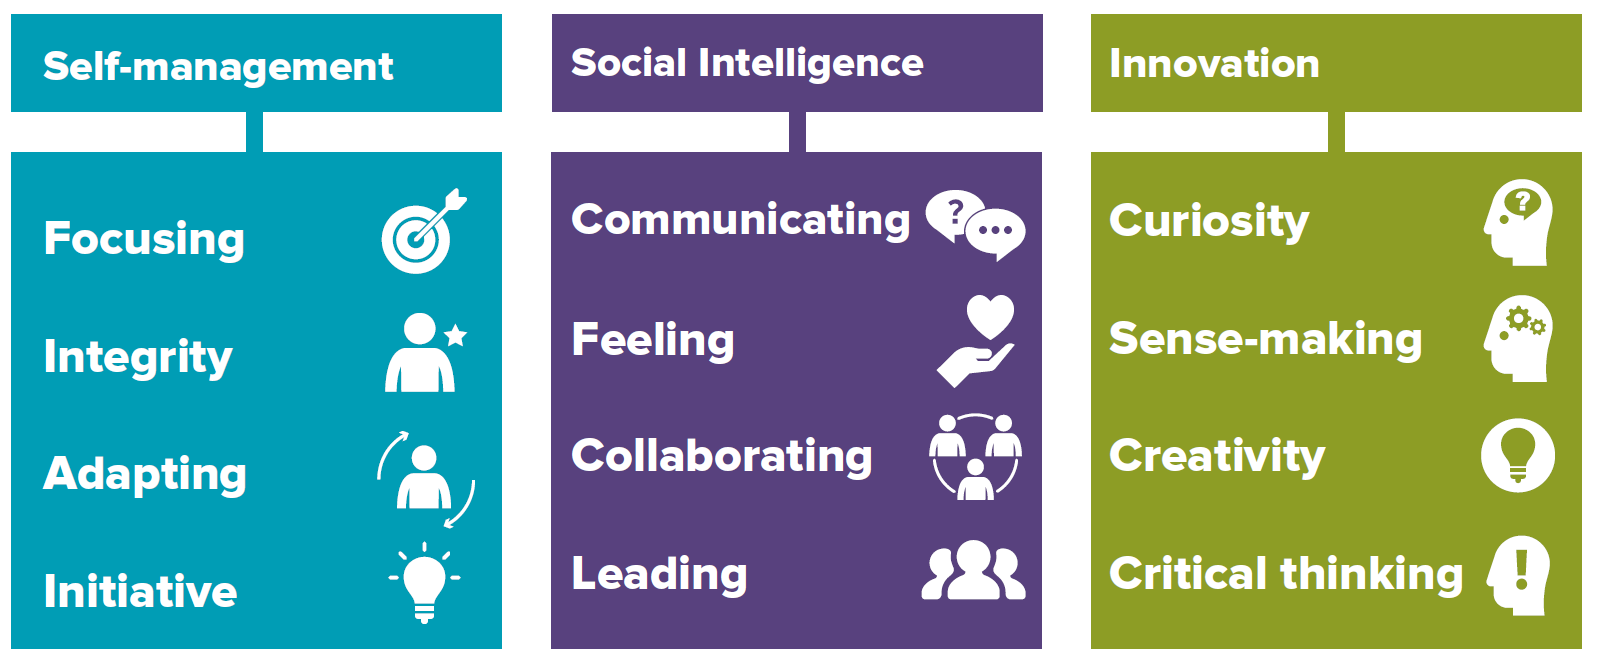 Self-management
Focusing
Integrity
Adapting
Initiative
Social Intelligence
Communicating
?
Feeling
Collaborating
Leading
Innovation
Curiosity
?
Sense-making
Creativity
Critical thinking
!